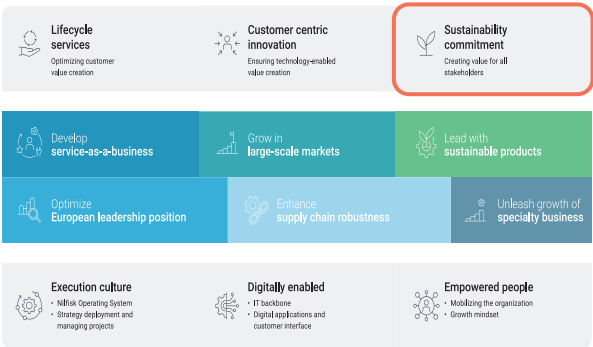 Lifecycle
services
Optimizing customer
value creation
Customer centric
innovation
Ensuring technology-enabled
value creation
Sustainability
commitment
Creating value for all
stakeholders
Develop
service-as-a-business
Grow in
large-scale markets
Lead with
sustainable products
Optimize
European leadership position
Enhance
supply chain robustness
Unleash growth of
specialty business
Execution culture
• Nilfisk Operating System
• Strategy deployment and
managing projects
Digitally enabled
• IT backbone
• Digital applications and
customer interface
Empowered people
• Mobilizing the organization
• Growth mindset